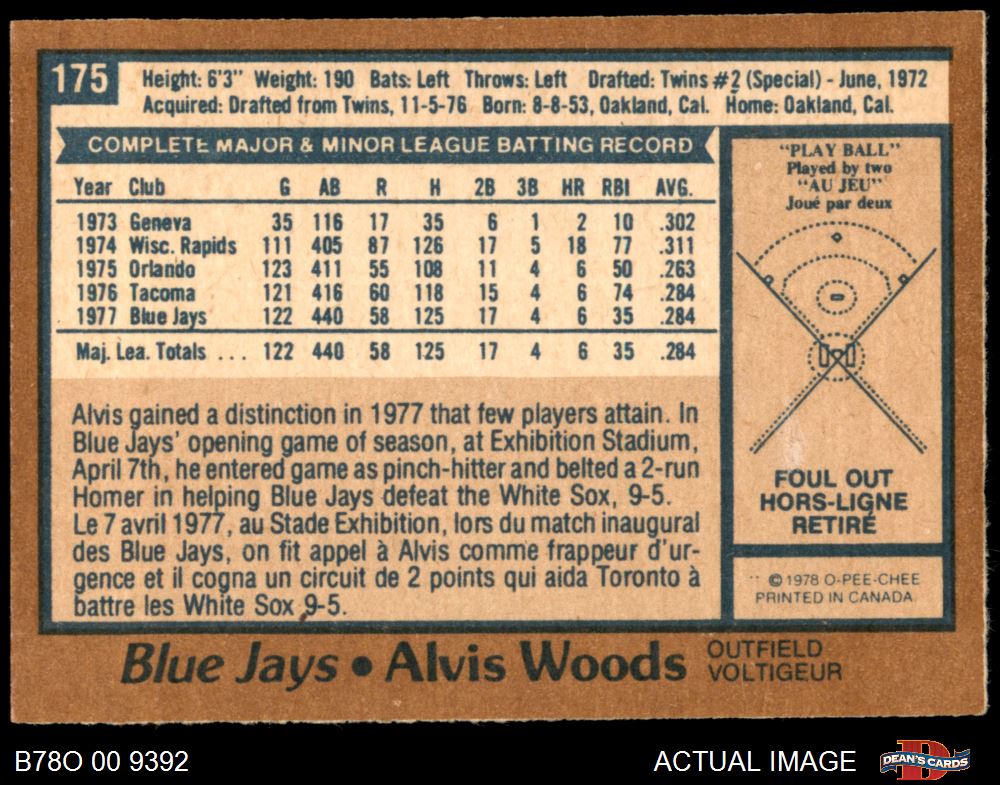 175
Height: 6'3" Weight: 190 Bats: Left Throws: Left Drafted: Twins #2 (Special) - June, 1972
Acquired: Drafted from Twins, 11-5-76 Born: 8-8-53, Oakland, Cal. Home: Oakland, Cal.
COMPLETE MAJOR & MINOR LEAGUE BATTING RECORD
Year Club G AB R H 2B 3B HR RBI AVG.
1973 Geneva 35 116 17 35 6 1 2 10 .302
1974 Wisc. Rapids 111 405 87 126 17 5 18 77 .311
1975 Orlando 123 411 55 108 11 4 6 50 .263
1976 Tacoma 121 416 60 118 15 4 6 74 .284
1977 Blue Jays 122 440 58 125 17 4 6 35 .284
Maj. Lea. Totals ... 122 440 58 125 17 4 6 35 .284
Alvis gained a distinction in 1977 that few players attain. In
Blue Jays' opening game of season, at Exhibition Stadium,
April 7th, he entered game as pinch-hitter and belted a 2-run
Homer in helping Blue Jays defeat the White Sox, 9-5.
Le 7 avril 1977, au Stade Exhibition, lors du match inaugural
des Blue Jays, on fit appel à Alvis comme frappeur d'ur-
gence et il cogna un circuit de 2 points qui aida Toronto à
battre les White Sox 9-5.
"PLAY BALL"
Played by two
"AU JEU"
Joué par deux
FOUL OUT
HORS-LIGNE
RETIRÉ
© 1978 O-PEE-CHEE
PRINTED IN CANADA
Blue Jays • Alvis Woods OUTFIELD
VOLTIGEUR
B78O 00 9392
ACTUAL IMAGE
D
DEAN'S CARDS